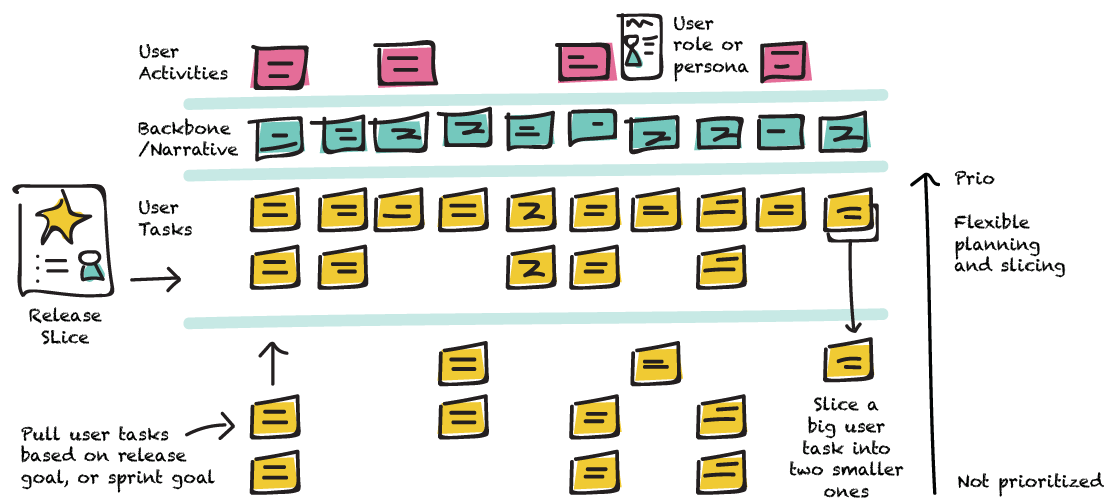 User
Activities
User
role or
persona
Backbone
/Narrative
User
Tasks
Prio
Flexible
planning
and slicing
Release
SLice
Pull user tasks
based on release
goal, or sprint goal
Slice a
big user
task into
two smaller
ones
Not prioritized